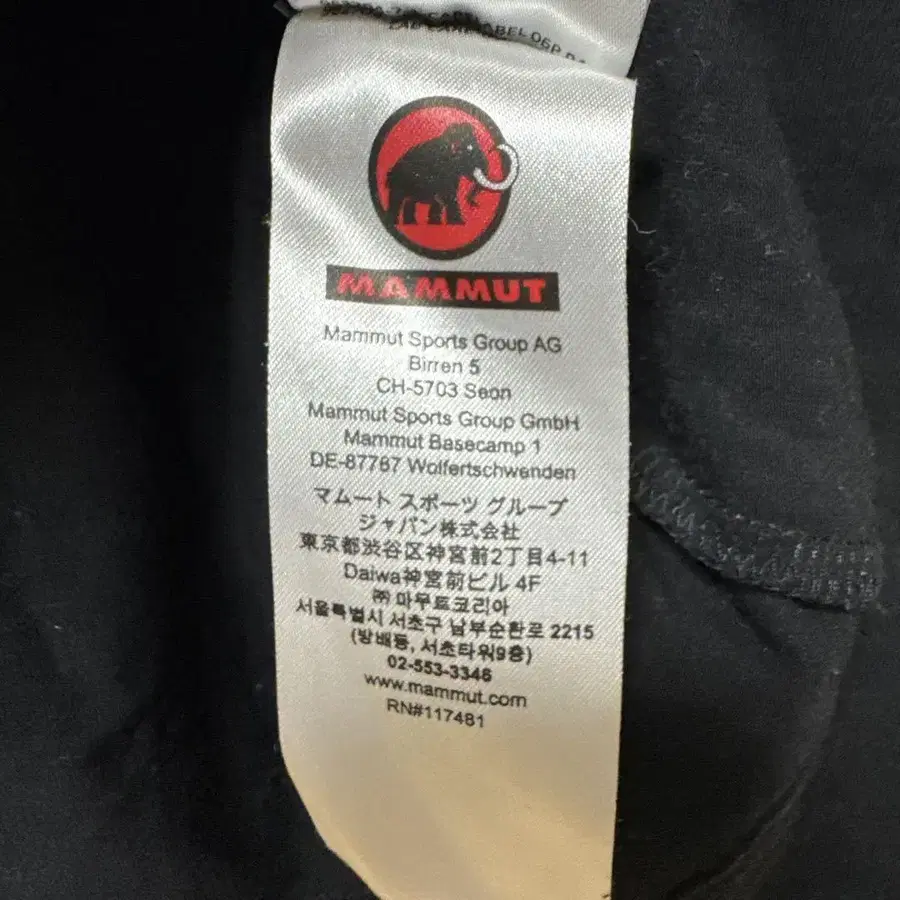 LABEL 06P
MAMMUT
Mammut Sports Group AG
Birren 5
CH-5703 Seon
Mammut Sports Group GmbH
Mammut Basecamp 1
DE-87787 Wolfertschwenden
マムート スポーツ グループ
ジャパン株式会社
東京都渋谷区神宮前2丁目4-11
Daiwa神宮前ビル 4F
㈜ 마무트코리아
서울특별시 서초구 남부순환로 2215
(방배동, 서초타워9층)
02-553-3346
www.mammut.com
RN#117481